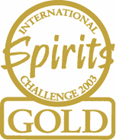 INTERNATIONAL
Spirits
CHALLENGE 2003
GOLD